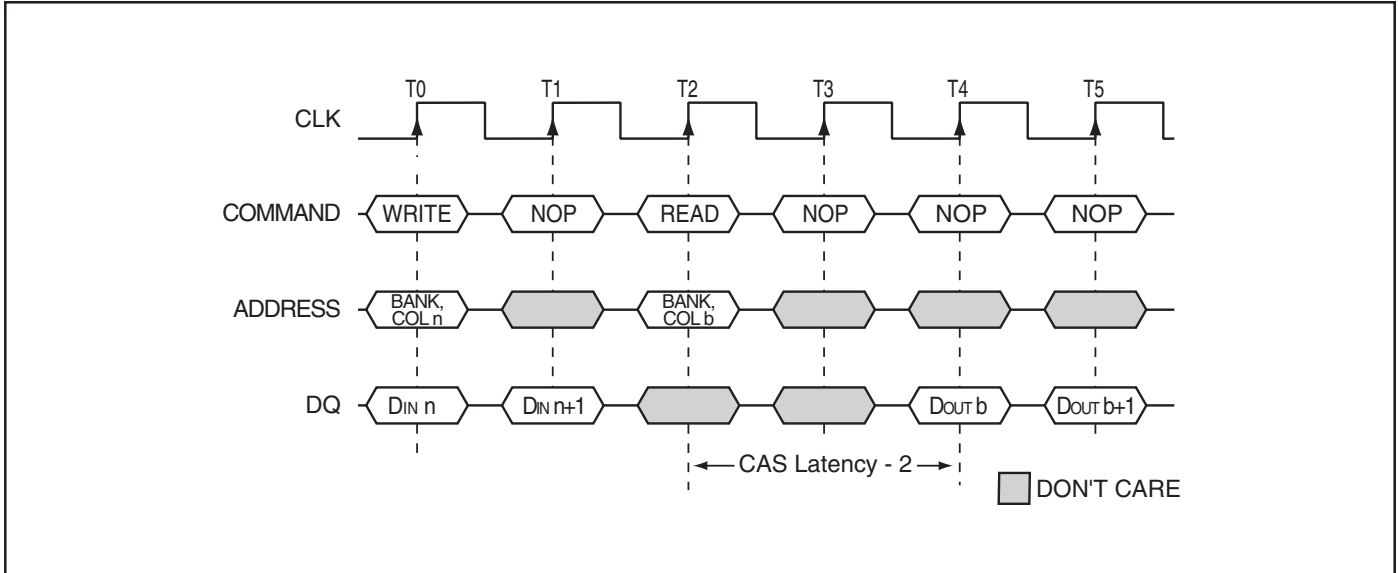 T0 T1 T2 T3 T4 T5
CLK
COMMAND WRITE NOP READ NOP NOP NOP
ADDRESS BANK, COL n BANK, COL b
DQ DIN n DIN n+1 DOUT b DOUT b+1
CAS Latency - 2
DON'T CARE